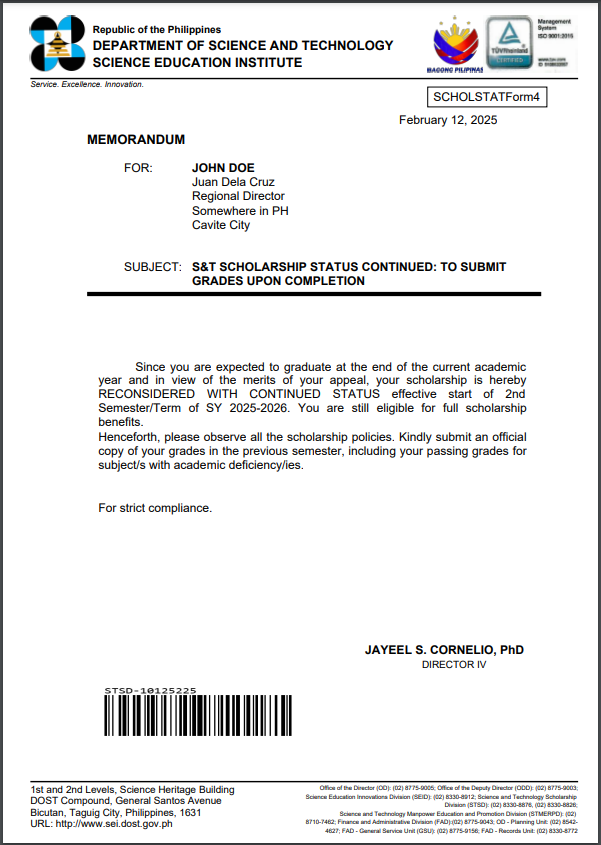 Republic of the Philippines
DEPARTMENT OF SCIENCE AND TECHNOLOGY
SCIENCE EDUCATION INSTITUTE
BAGONG PILIPINAS
TÜVRheinland
CERTIFIED
Management
System
ISO 9001:2015
www.tuv.com
Service. Excellence. Innovation.
SCHOLSTATForm4
February 12, 2025
MEMORANDUM
FOR: JOHN DOE
Juan Dela Cruz
Regional Director
Somewhere in PH
Cavite City
SUBJECT: S&T SCHOLARSHIP STATUS CONTINUED: TO SUBMIT
GRADES UPON COMPLETION
Since you are expected to graduate at the end of the current academic
year and in view of the merits of your appeal, your scholarship is hereby
RECONSIDERED WITH CONTINUED STATUS effective start of 2nd
Semester/Term of SY 2025-2026. You are still eligible for full scholarship
benefits.
Henceforth, please observe all the scholarship policies. Kindly submit an official
copy of your grades in the previous semester, including your passing grades for
subject/s with academic deficiency/ies.
For strict compliance.
JAYEEL S. CORNELIO, PhD
DIRECTOR IV
STSD-10125225
1st and 2nd Levels, Science Heritage Building
DOST Compound, General Santos Avenue
Bicutan, Taguig City, Philippines, 1631
URL: http://www.sei.dost.gov.ph
Office of the Director (OD): (02) 8775-9005; Office of the Deputy Director (ODD): (02) 8775-9003;
Science Education Innovations Division (SEID): (02) 8330-8912; Science and Technology Scholarship
Division (STSD): (02) 8330-8876, (02) 8330-8826;
Science and Technology Manpower Education and Promotion Division (STMERPD): (02)
8710-7462; Finance and Administrative Division (FAD):(02) 8775-9043; OD - Planning Unit: (02) 8542-
4627; FAD - General Service Unit (GSU): (02) 8775-9156; FAD - Records Unit: (02) 8330-8772